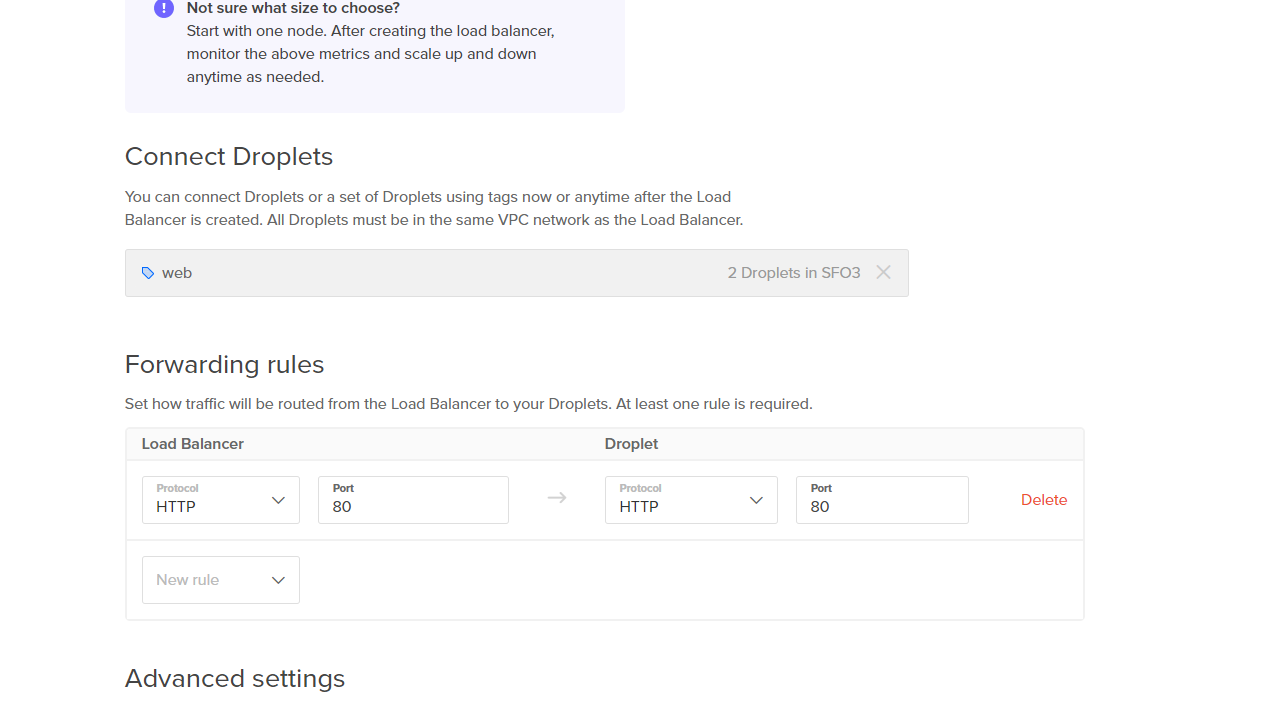 Not sure what size to choose?
Start with one node. After creating the load balancer,
monitor the above metrics and scale up and down
anytime as needed.
Connect Droplets
You can connect Droplets or a set of Droplets using tags now or anytime after the Load
Balancer is created. All Droplets must be in the same VPC network as the Load Balancer.
web 2 Droplets in SFO3
Forwarding rules
Set how traffic will be routed from the Load Balancer to your Droplets. At least one rule is required.
Load Balancer Droplet
Protocol Port Protocol Port
HTTP 80 HTTP 80 Delete
New rule
Advanced settings